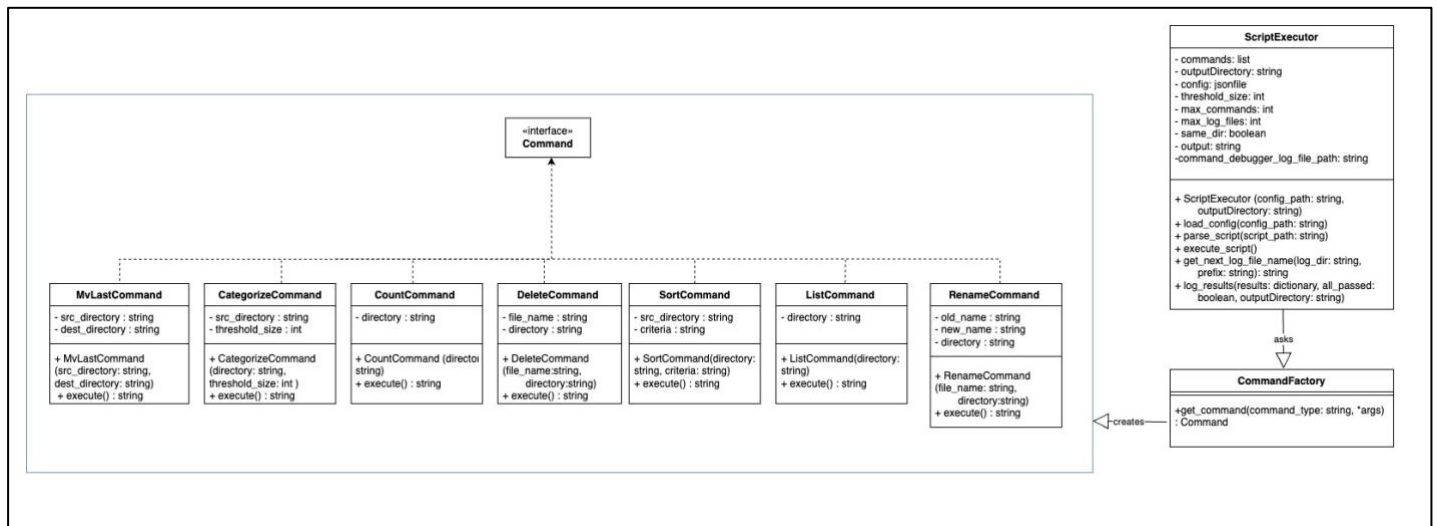 ScriptExecutor
- commands: list
- outputDirectory: string
- config: jsonfile
- threshold_size: int
- max_commands: int
- max_log_files: int
- same_dir: boolean
- output: string
-command_debugger_log_file_path: string
+ ScriptExecutor (config_path: string,
outputDirectory: string)
+ load_config(config_path: string)
+ parse_script(script_path: string)
+ execute_script()
+ get_next_log_file_name(log_dir: string,
prefix: string): string
+ log_results(results: dictionary, all_passed:
boolean, outputDirectory: string)
«interface»
Command
MvLastCommand
- src_directory : string
- dest_directory : string
+ MvLastCommand
(src_directory: string,
dest_directory: string)
+ execute() : string
CategorizeCommand
- src_directory : string
- threshold_size : int
+ CategorizeCommand
(directory: string,
threshold_size: int )
+ execute() : string
CountCommand
- directory : string
+ CountCommand (director
string)
+ execute() : string
DeleteCommand
- file_name : string
- directory : string
+ DeleteCommand
(file_name:string,
directory:string)
+ execute() : string
SortCommand
- src_directory : string
- criteria : string
+ SortCommand(directory:
string, criteria: string)
+ execute() : string
ListCommand
- directory : string
+ ListCommand(directory:
string)
+ execute() : string
RenameCommand
- old_name : string
- new_name : string
- directory : string
+ RenameCommand
(file_name: string,
directory:string)
+ execute() : string
asks
CommandFactory
+get_command(command_type: string, *args)
: Command
creates